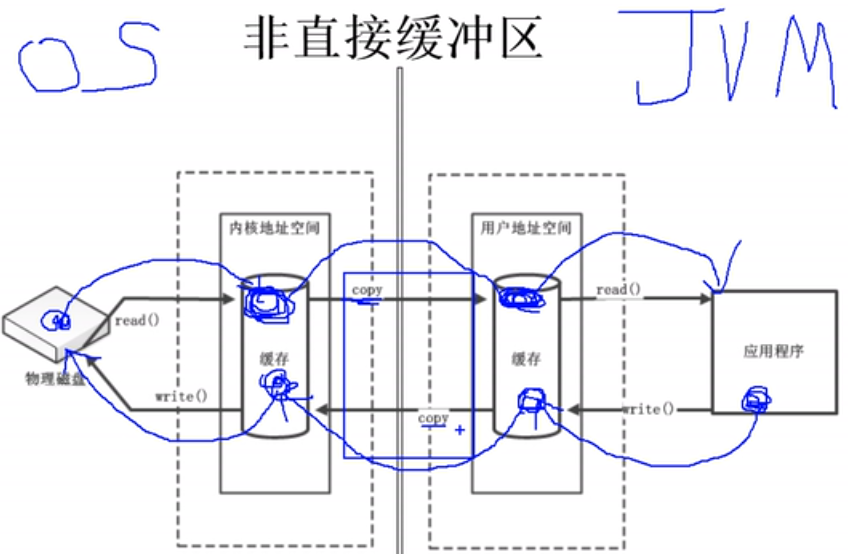 非直接缓冲区
OS
JVM
内核地址空间
用户地址空间
copy
read()
read()
缓存
缓存
应用程序
物理磁盘
write()
copy
write()